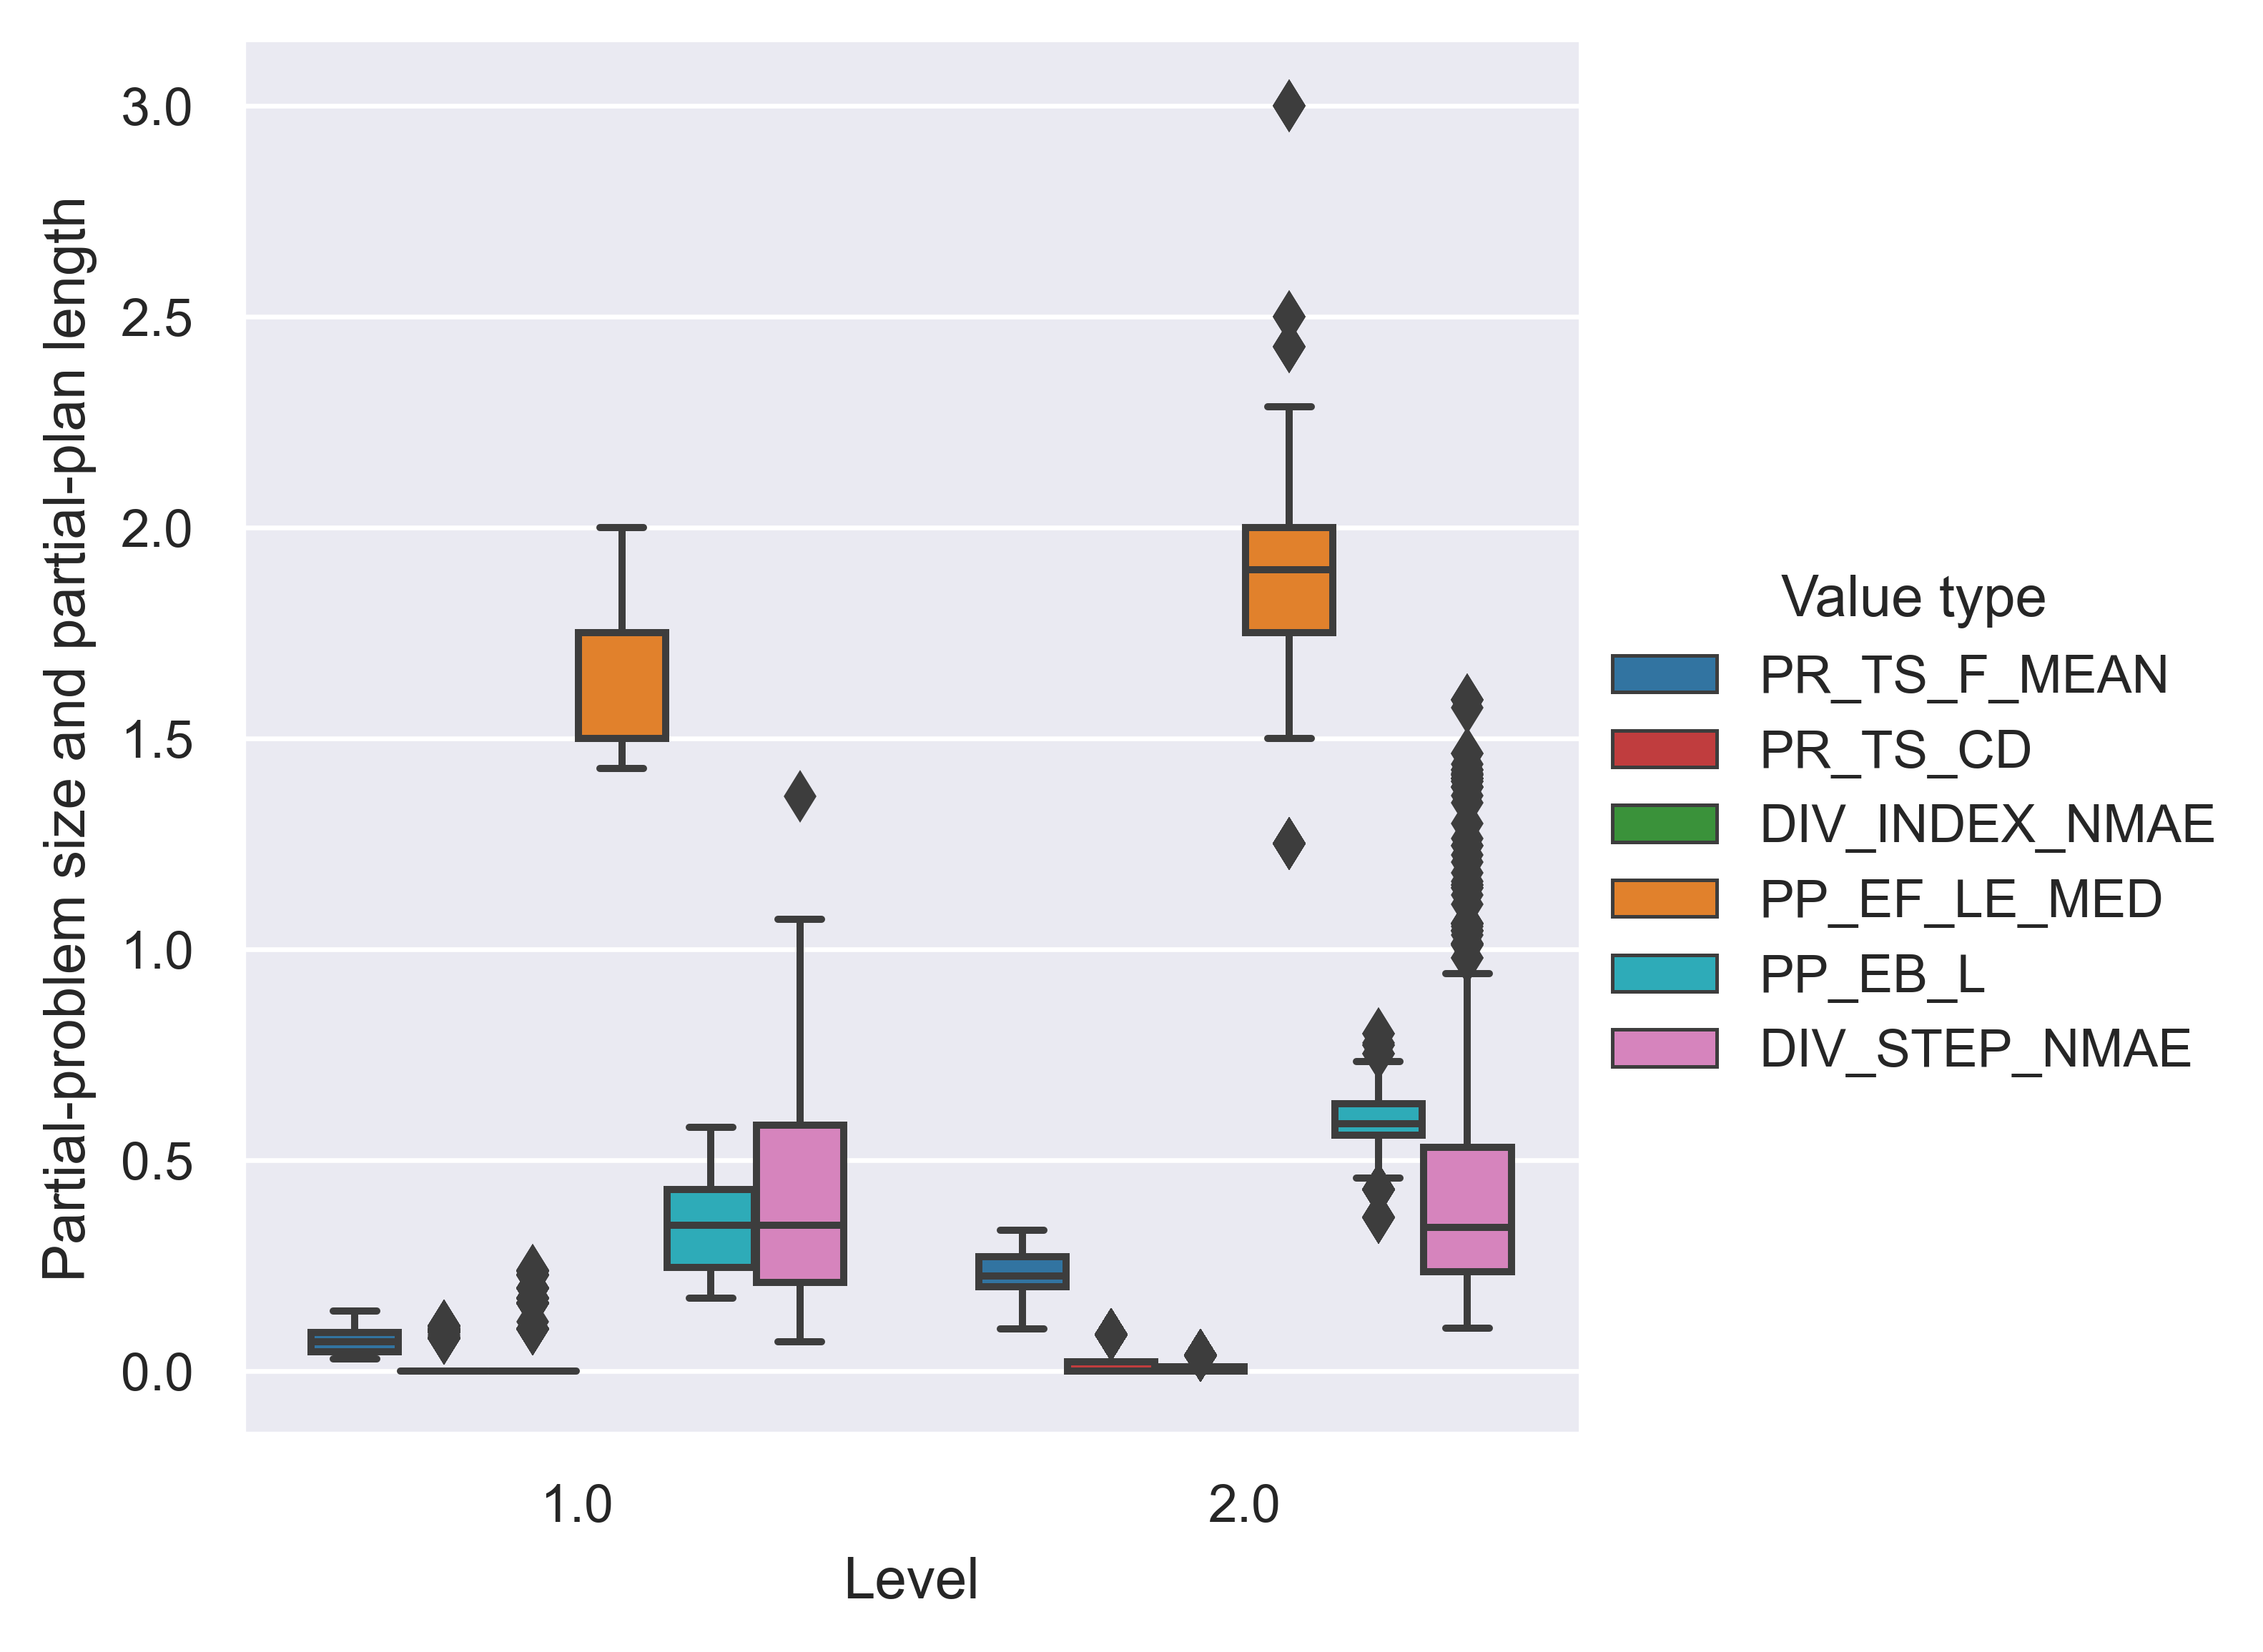 Partial-problem size and partial-plan length
3.0
2.5
2.0
1.5
1.0
0.5
0.0
1.0
2.0
Level
Value type
PR_TS_F_MEAN
PR_TS_CD
DIV_INDEX_NMAE
PP_EF_LE_MED
PP_EB_L
DIV_STEP_NMAE